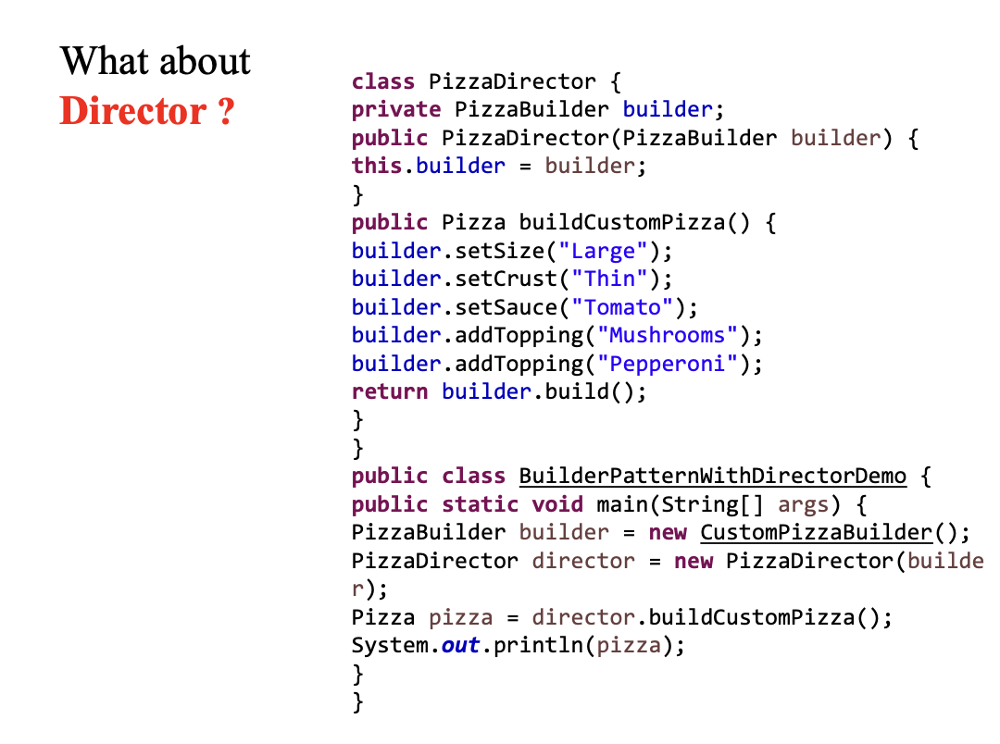 What about
Director ?
class PizzaDirector {
private PizzaBuilder builder;
public PizzaDirector(PizzaBuilder builder) {
this.builder = builder;
}
public Pizza buildCustomPizza() {
builder.setSize("Large");
builder.setCrust("Thin");
builder.setSauce("Tomato");
builder.addTopping("Mushrooms");
builder.addTopping("Pepperoni");
return builder.build();
}
}
public class BuilderPatternWithDirectorDemo {
public static void main(String[] args) {
PizzaBuilder builder = new CustomPizzaBuilder();
PizzaDirector director = new PizzaDirector(builde
r);
Pizza pizza = director.buildCustomPizza();
System.out.println(pizza);
}
}